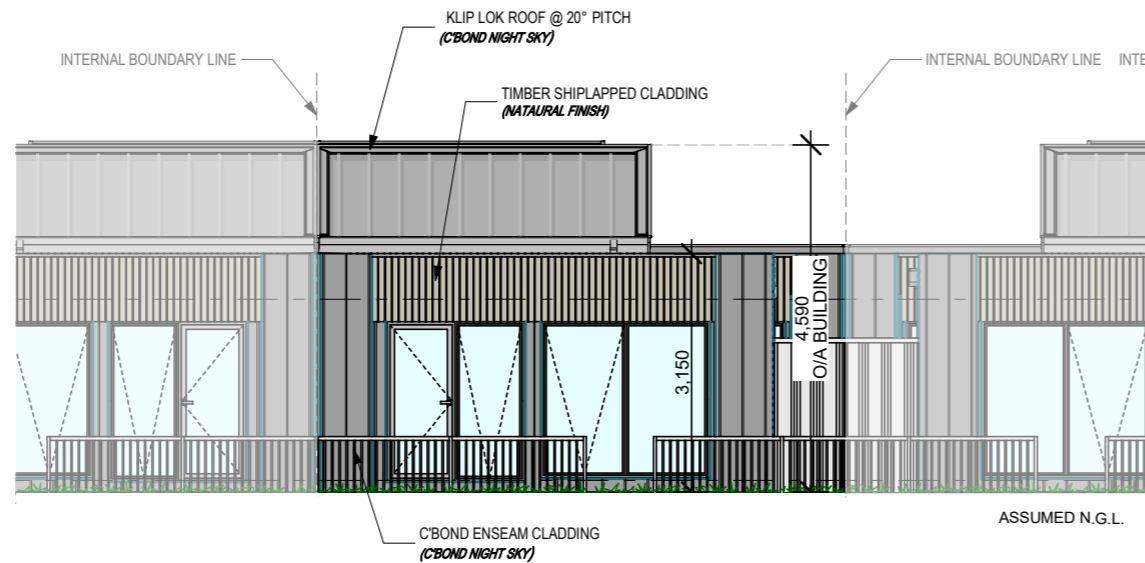 KLIP LOK ROOF @ 20° PITCH
(C'BOND NIGHT SKY)
INTERNAL BOUNDARY LINE
INTERNAL BOUNDARY LINE
INTE
TIMBER SHIPLAPPED CLADDING
(NATAURAL FINISH)
3,150
4,590
O/A BUILDING
ASSUMED N.G.L.
C'BOND ENSEAM CLADDING
(C'BOND NIGHT SKY)